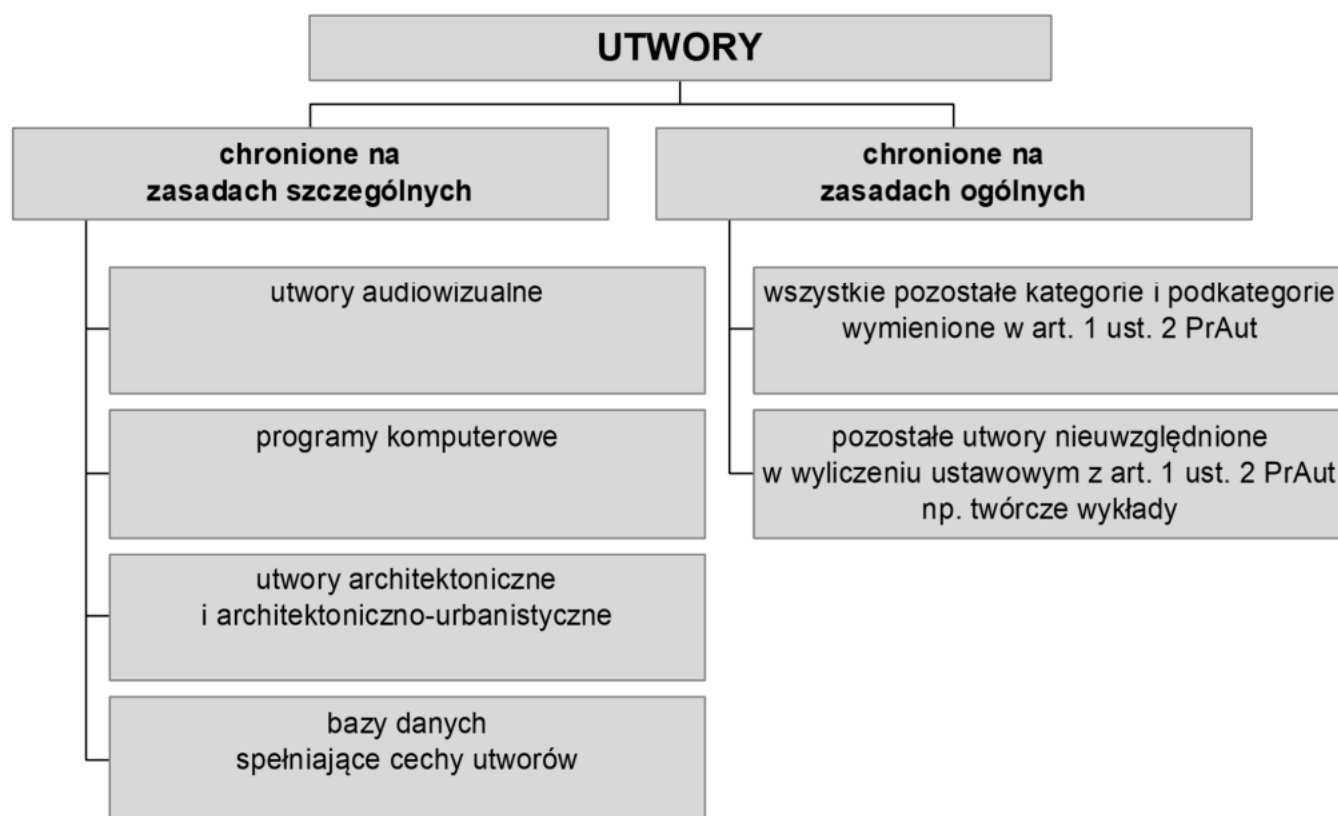 UTWORY
chronione na
zasadach szczególnych
utwory audiowizualne
programy komputerowe
utwory architektoniczne
i architektoniczno-urbanistyczne
bazy danych
spełniające cechy utworów
chronione na
zasadach ogólnych
wszystkie pozostałe kategorie i podkategorie
wymienione w art. 1 ust. 2 PrAut
pozostałe utwory nieuwzględnione
w wyliczeniu ustawowym z art. 1 ust. 2 PrAut
np. twórcze wykłady